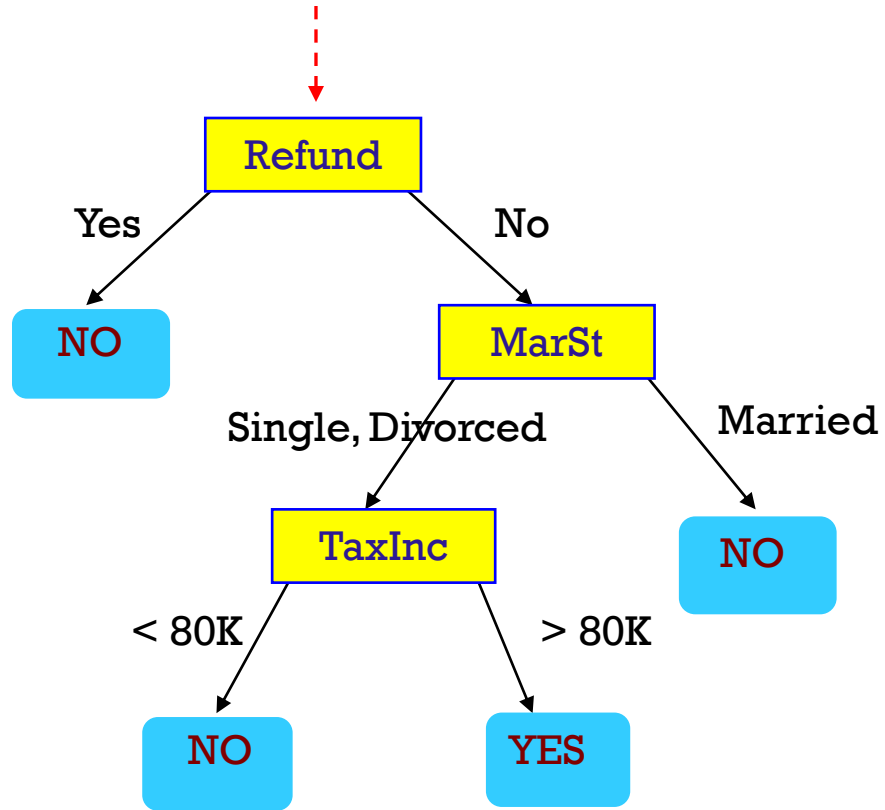 Refund
Yes
No
NO
MarSt
Single, Divorced
Married
TaxInc
NO
< 80K
> 80K
NO
YES